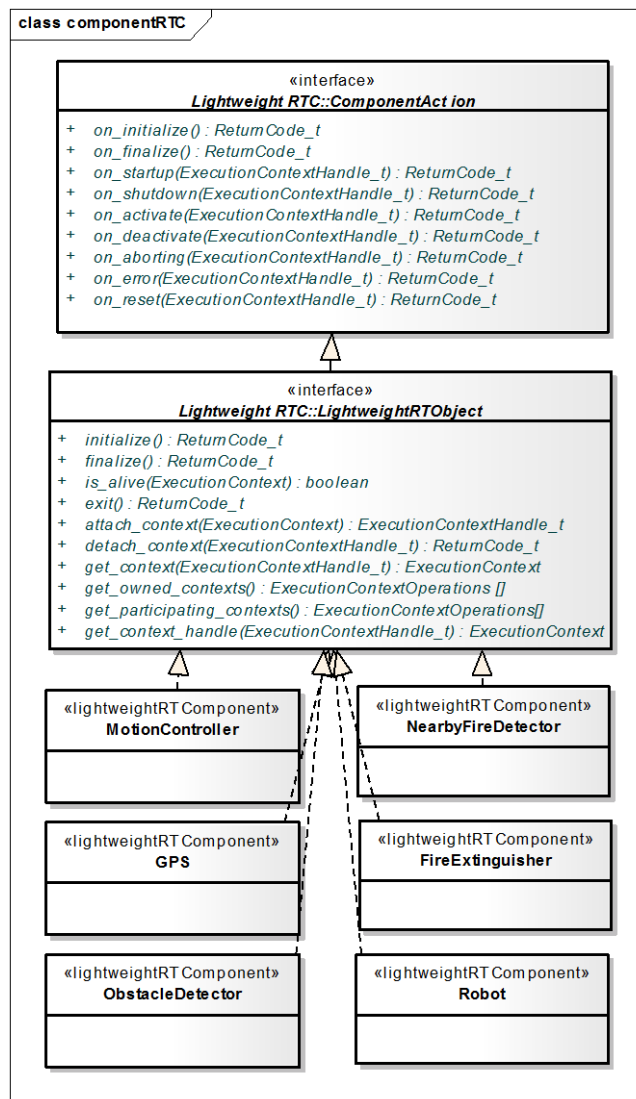 class componentRTC
«interface»
Lightweight RTC::ComponentAct ion
+ on_initialize() : ReturnCode_t
+ on_finalize() : ReturnCode_t
+ on_startup(ExecutionContextHandle_t) : ReturnCode_t
+ on_shutdown(ExecutionContextHandle_t) : ReturnCode_t
+ on_activate(ExecutionContextHandle_t) : ReturnCode_t
+ on_deactivate(ExecutionContextHandle_t) : ReturnCode_t
+ on_aborting(ExecutionContextHandle_t) : ReturnCode_t
+ on_error(ExecutionContextHandle_t) : ReturnCode_t
+ on_reset(ExecutionContextHandle_t) : ReturnCode_t
«interface»
Lightweight RTC::LightweightRTObject
+ initialize() : ReturnCode_t
+ finalize() : ReturnCode_t
+ is_alive(ExecutionContext) : boolean
+ exit() : ReturnCode_t
+ attach_context(ExecutionContext) : ExecutionContextHandle_t
+ detach_context(ExecutionContextHandle_t) : ReturnCode_t
+ get_context(ExecutionContextHandle_t) : ExecutionContext
+ get_owned_contexts() : ExecutionContextOperations []
+ get_participating_contexts() : ExecutionContextOperations[]
+ get_context_handle(ExecutionContextHandle_t) : ExecutionContext
«lightweightRT Component»
MotionController
«lightweightRT Component»
NearbyFireDetector
«lightweightRT Component»
GPS
«lightweightRT Component»
FireExtinguisher
«lightweightRT Component»
ObstacleDetector
«lightweightRT Component»
Robot